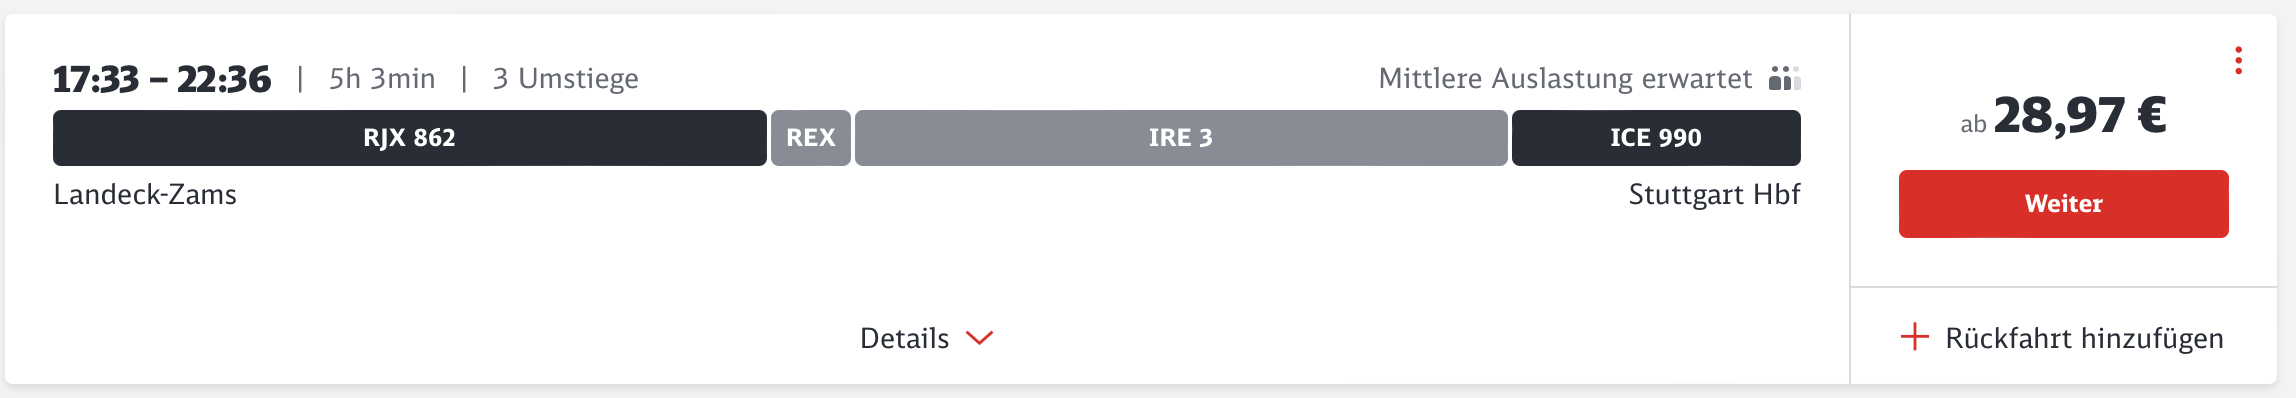 17:33 – 22:36 | 5h 3min | 3 Umstiege
Mittlere Auslastung erwartet
RJX 862
REX
IRE 3
ICE 990
Landeck-Zams
Stuttgart Hbf
Details
ab 28,97 €
Weiter
Rückfahrt hinzufügen